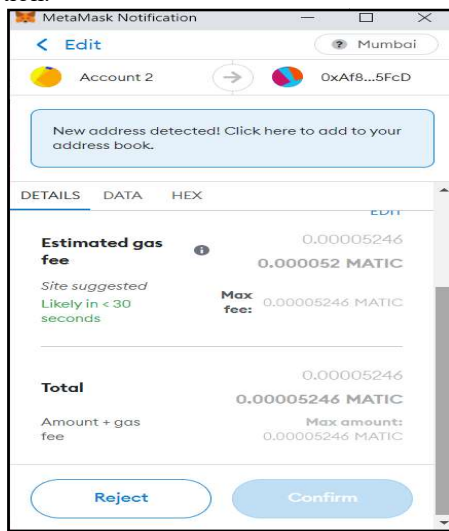 MetaMask Notification
Edit
Mumbai
Account 2
0xAf8...5FcD
New address detected! Click here to add to your
address book.
DETAILS DATA HEX
EDIT
Estimated gas
fee
0.00005246
0.000052 MATIC
Site suggested
Likely in < 30
seconds
Max
fee:
0.00005246 MATIC
Total
0.00005246
0.00005246 MATIC
Amount + gas
fee
Max amount:
0.00005246 MATIC
Reject
Confirm